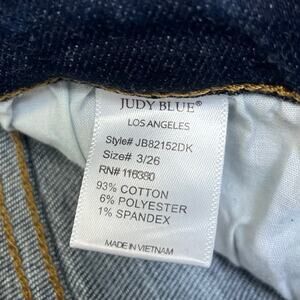 JUDY BLUE®
LOS ANGELES
Style# JB82152DK
Size# 3/26
RN# 116380
93% COTTON
6% POLYESTER
1% SPANDEX
MADE IN VIETNAM